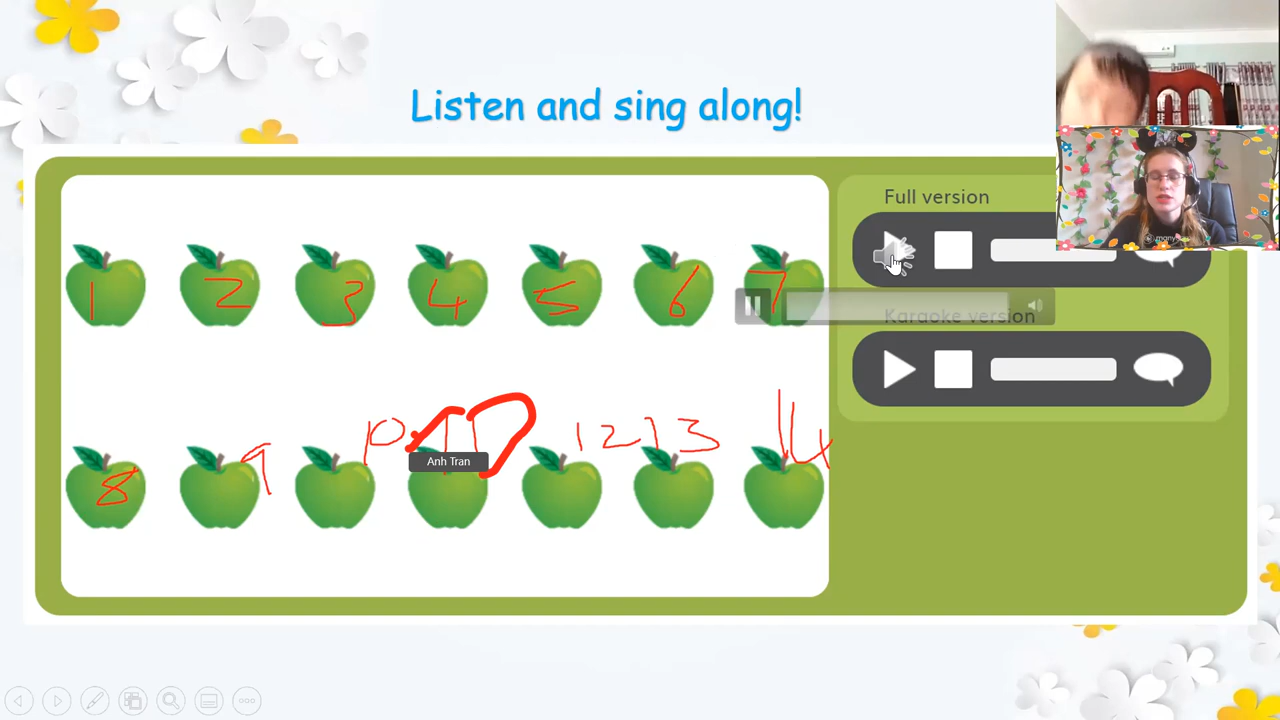 Listen and sing along!
Full version
1 2 3 4 5 6 7
Karaoke version
8 9 10 11 12 13 14
Anh Tran